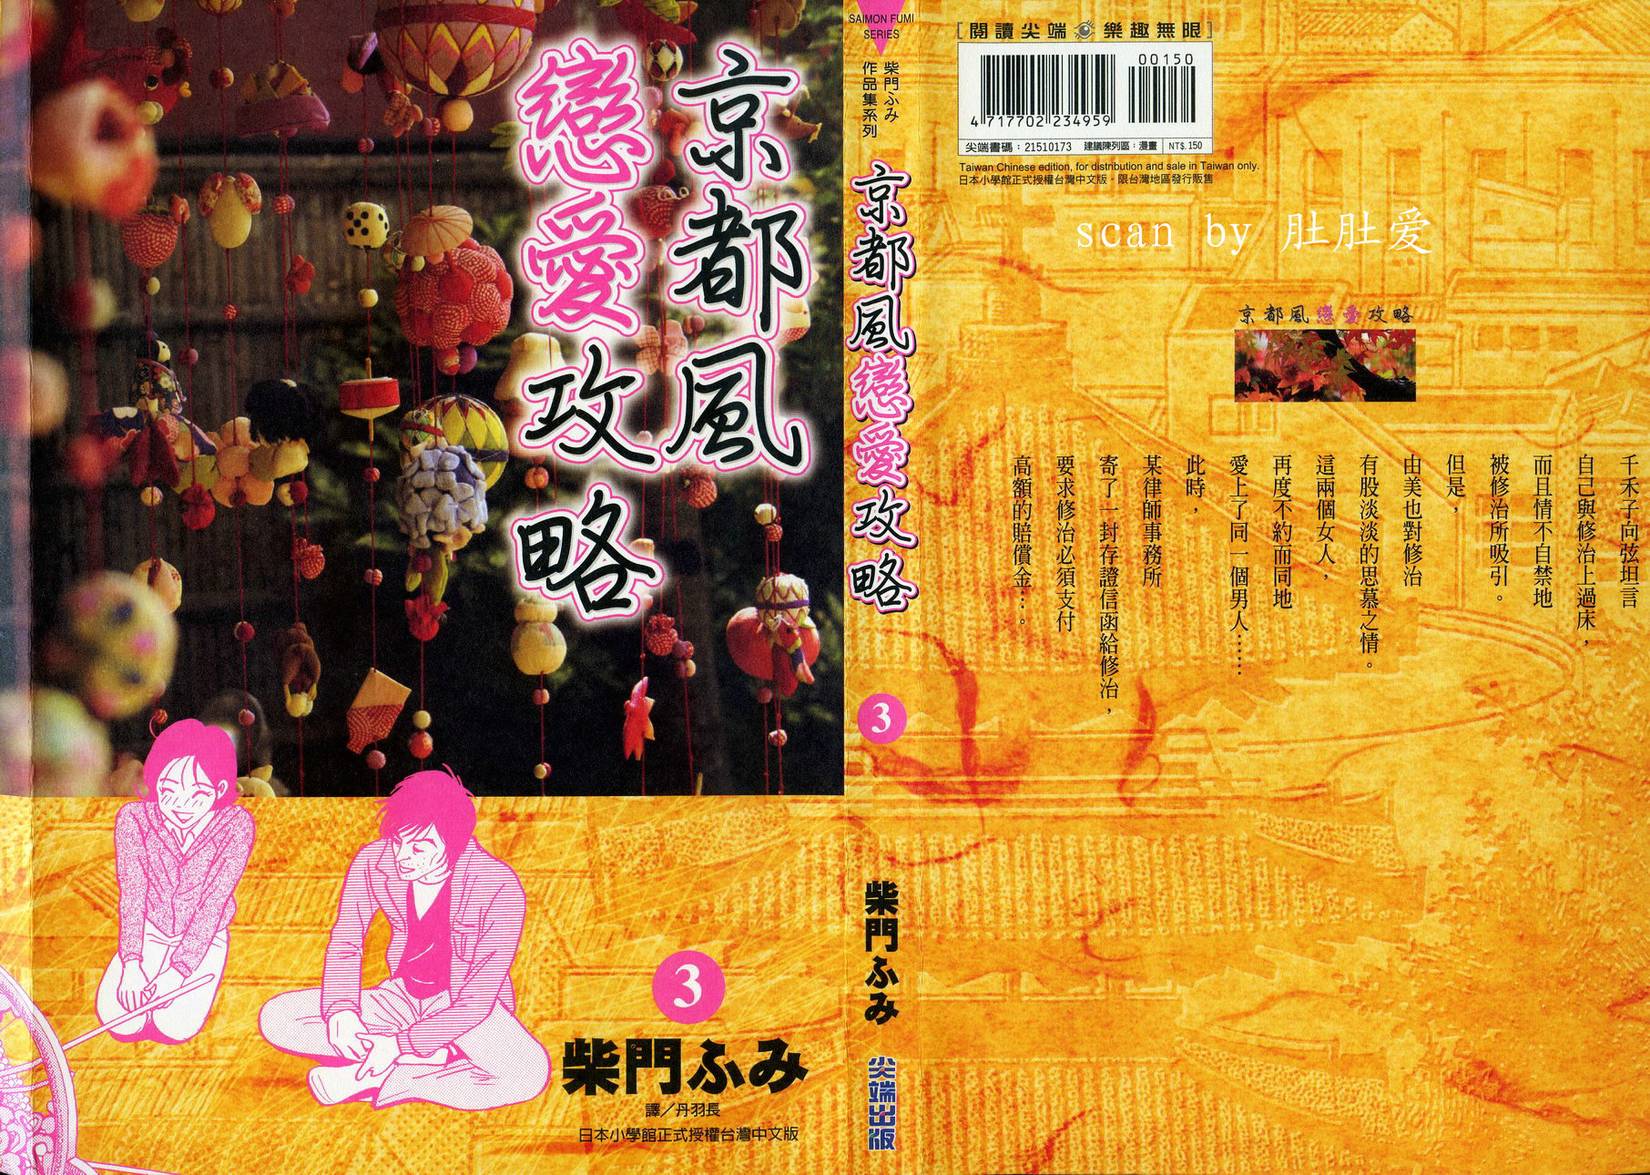 京都風
戀愛攻略
3
柴門ふみ
譯／丹羽長
日本小學館正式授權台灣中文版
SAIMON FUMI
SERIES
柴門ふみ
作品集系列
京都風戀愛攻略
3
柴門ふみ
尖端出版
[閱讀尖端 樂趣無限]
00150
4 717702 234959
尖端書碼：21510173 建議陳列區：漫畫 NT$.150
Taiwan Chinese edition, for distribution and sale in Taiwan only.
日本小學館正式授權台灣中文版。限台灣地區發行販售
scan by 肚肚爱
京都風戀愛攻略
千禾子向弦坦言
自己與修治上過床，
而且情不自禁地
被修治所吸引。
但是，
由美也對修治
有股淡淡的思慕之情。
這兩個女人，
再度不約而同地
愛上了同一個男人……
此時，
某律師事務所
寄了一封存證信函給修治，
要求修治必須支付
高額的賠償金…。